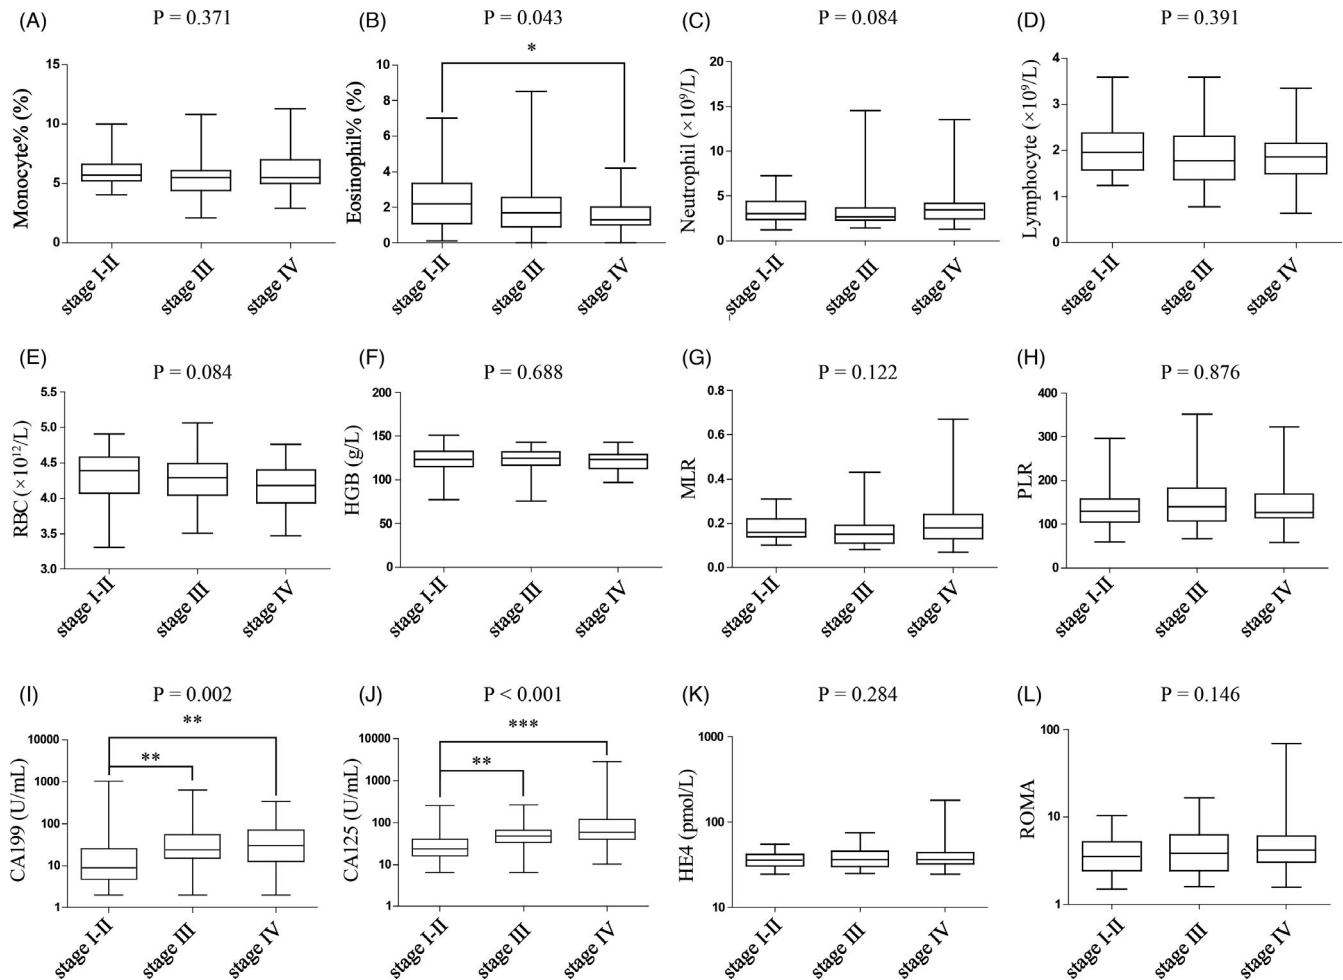 (A) P = 0.371
Monocyte% (%)
15
10
5
0
stage I-II
stage III
stage IV
(B) P = 0.043
*
Eosinophil% (%)
10
8
6
4
2
0
stage I-II
stage III
stage IV
(C) P = 0.084
Neutrophil (×10⁹/L)
20
15
10
5
0
stage I-II
stage III
stage IV
(D) P = 0.391
Lymphocyte (×10⁹/L)
4
3
2
1
0
stage I-II
stage III
stage IV
(E) P = 0.084
RBC (×10¹²/L)
5.5
5.0
4.5
4.0
3.5
3.0
stage I-II
stage III
stage IV
(F) P = 0.688
HGB (g/L)
200
150
100
50
0
stage I-II
stage III
stage IV
(G) P = 0.122
MLR
0.8
0.6
0.4
0.2
0.0
stage I-II
stage III
stage IV
(H) P = 0.876
PLR
400
300
200
100
0
stage I-II
stage III
stage IV
(I) P = 0.002
**
**
CA199 (U/mL)
10000
1000
100
10
1
stage I-II
stage III
stage IV
(J) P < 0.001
***
**
CA125 (U/mL)
10000
1000
100
10
1
stage I-II
stage III
stage IV
(K) P = 0.284
HE4 (pmol/L)
1000
100
10
stage I-II
stage III
stage IV
(L) P = 0.146
ROMA
100
10
1
stage I-II
stage III
stage IV